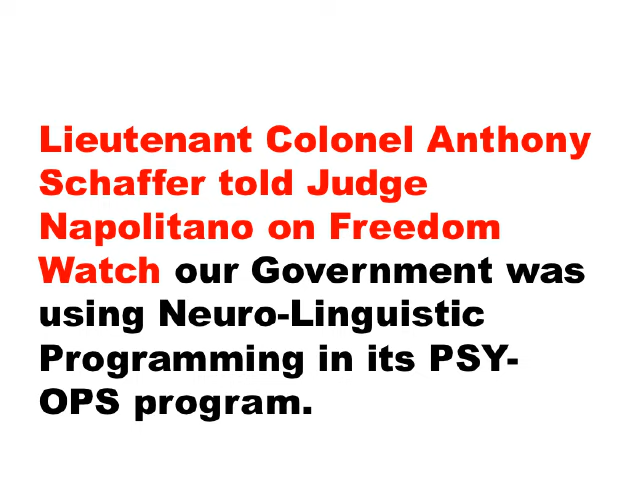 Lieutenant Colonel Anthony
Schaffer told Judge
Napolitano on Freedom
Watch our Government was
using Neuro-Linguistic
Programming in its PSY-
OPS program.